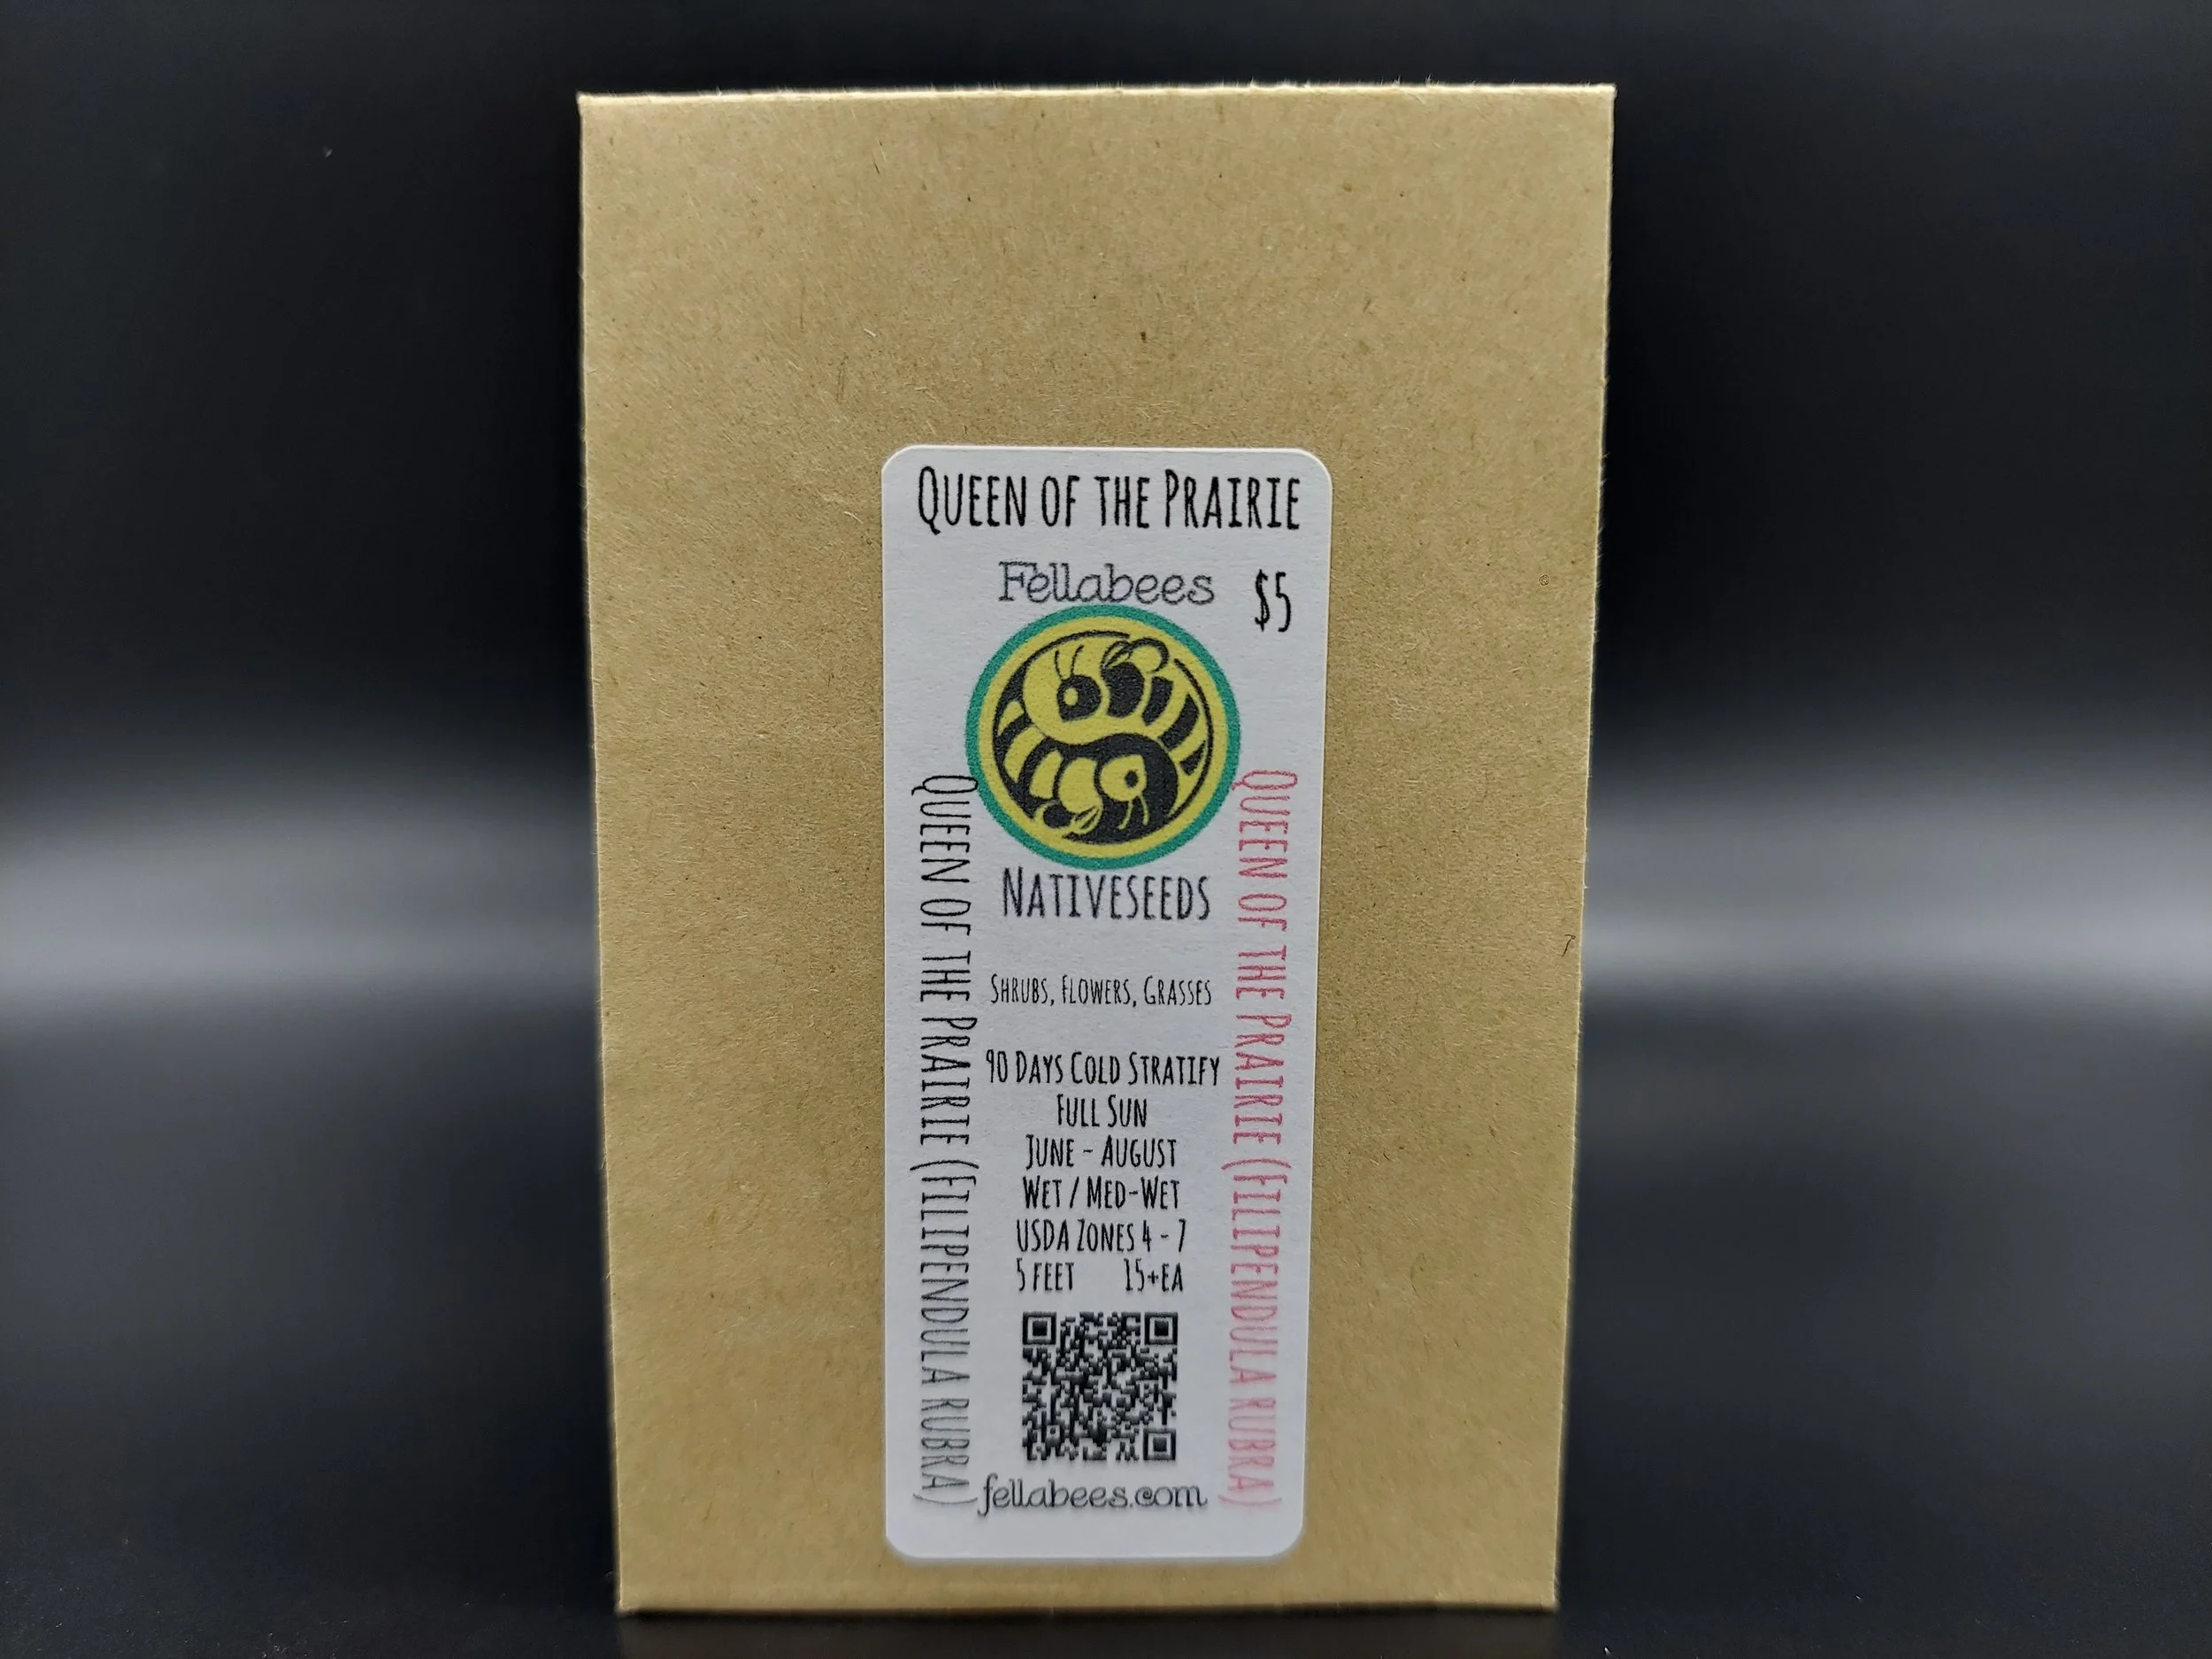 Queen of the Prairie
Fellabees
$5
Nativeseeds
Queen of the Prairie (Filipendula rubra)
Queen of the Prairie (Filipendula rubra)
Shrubs, Flowers, Grasses
90 Days Cold Stratify
Full Sun
June - August
Wet / Med-Wet
USDA Zones 4 - 7
5 feet 15+ea
fellabees.com